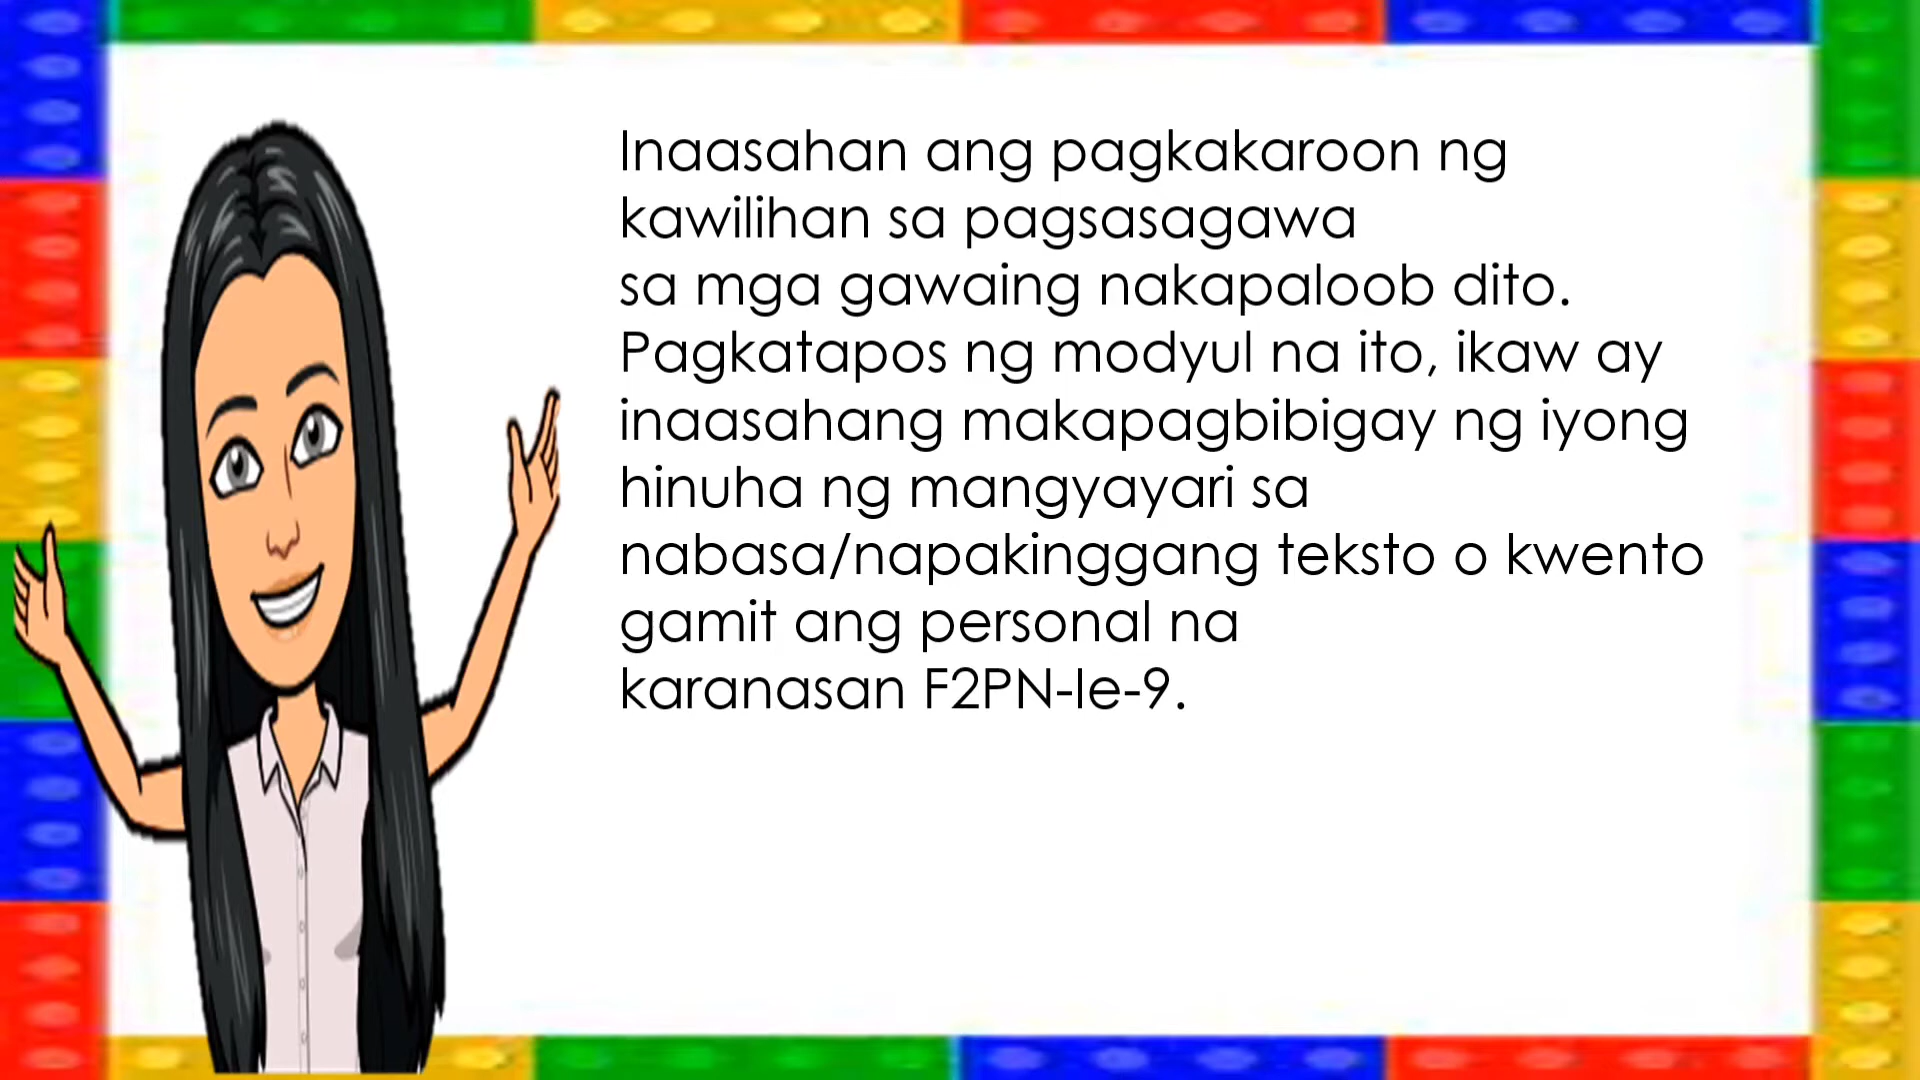 Inaasahan ang pagkakaroon ng
kawilihan sa pagsasagawa
sa mga gawaing nakapaloob dito.
Pagkatapos ng modyul na ito, ikaw ay
inaasahang makapagbibigay ng iyong
hinuha ng mangyayari sa
nabasa/napakinggang teksto o kwento
gamit ang personal na
karanasan F2PN-Ie-9.